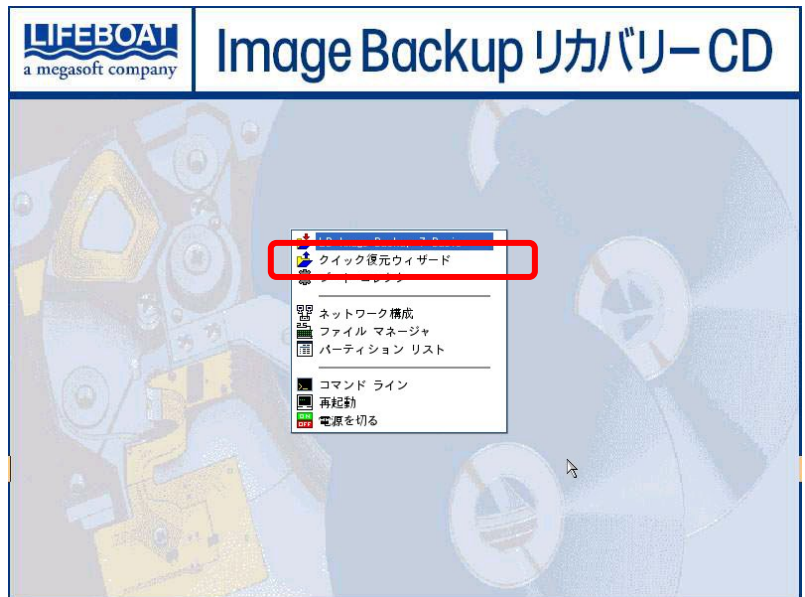 LIFEBOAT
a megasoft company
Image Backup リカバリー CD
クイック復元ウィザード
ネットワーク構成
ファイル マネージャ
パーティション リスト
コマンド ライン
再起動
ON
OFF
電源を切る